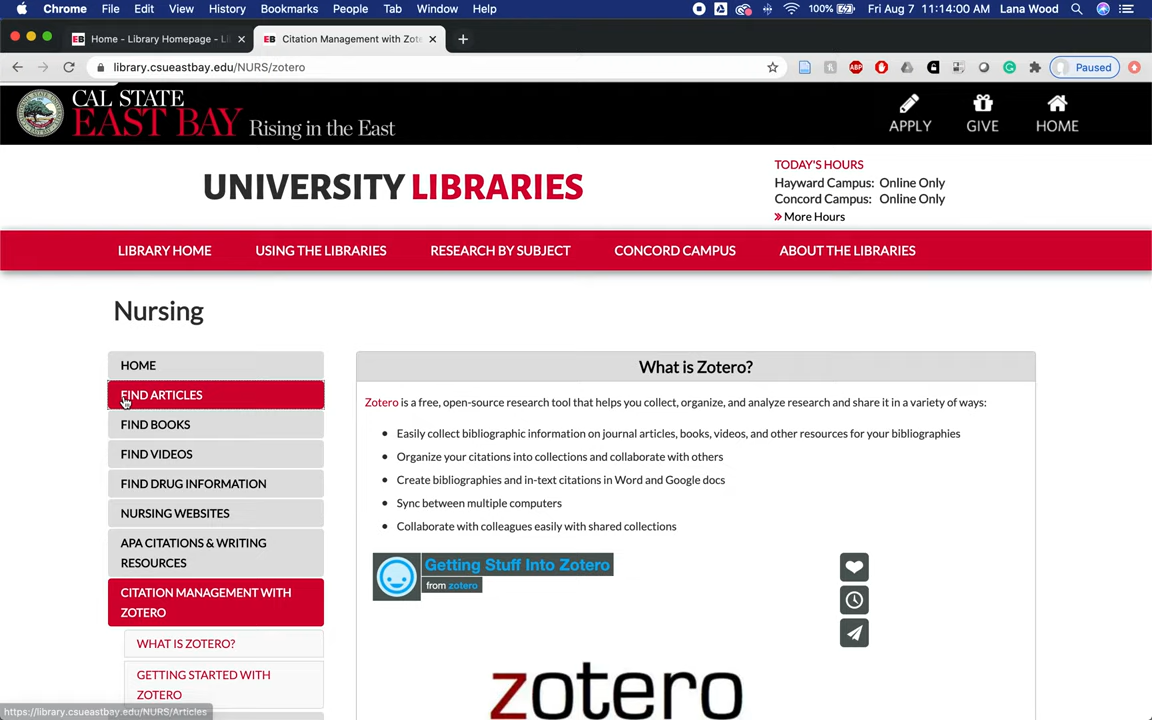 Chrome File Edit View History Bookmarks People Tab Window Help 100% Fri Aug 7 11:14:00 AM Lana Wood
EB Home - Library Homepage - Li EB Citation Management with Zote
library.csueastbay.edu/NURS/zotero ABP Paused
CAL STATE
EAST BAY Rising in the East
APPLY GIVE HOME
UNIVERSITY LIBRARIES
TODAY'S HOURS
Hayward Campus: Online Only
Concord Campus: Online Only
More Hours
LIBRARY HOME USING THE LIBRARIES RESEARCH BY SUBJECT CONCORD CAMPUS ABOUT THE LIBRARIES
Nursing
HOME
FIND ARTICLES
FIND BOOKS
FIND VIDEOS
FIND DRUG INFORMATION
NURSING WEBSITES
APA CITATIONS & WRITING
RESOURCES
CITATION MANAGEMENT WITH
ZOTERO
WHAT IS ZOTERO?
GETTING STARTED WITH
ZOTERO
What is Zotero?
Zotero is a free, open-source research tool that helps you collect, organize, and analyze research and share it in a variety of ways:
Easily collect bibliographic information on journal articles, books, videos, and other resources for your bibliographies
Organize your citations into collections and collaborate with others
Create bibliographies and in-text citations in Word and Google docs
Sync between multiple computers
Collaborate with colleagues easily with shared collections
Getting Stuff Into Zotero
from zotero
zotero
https://library.csueastbay.edu/NURS/Articles